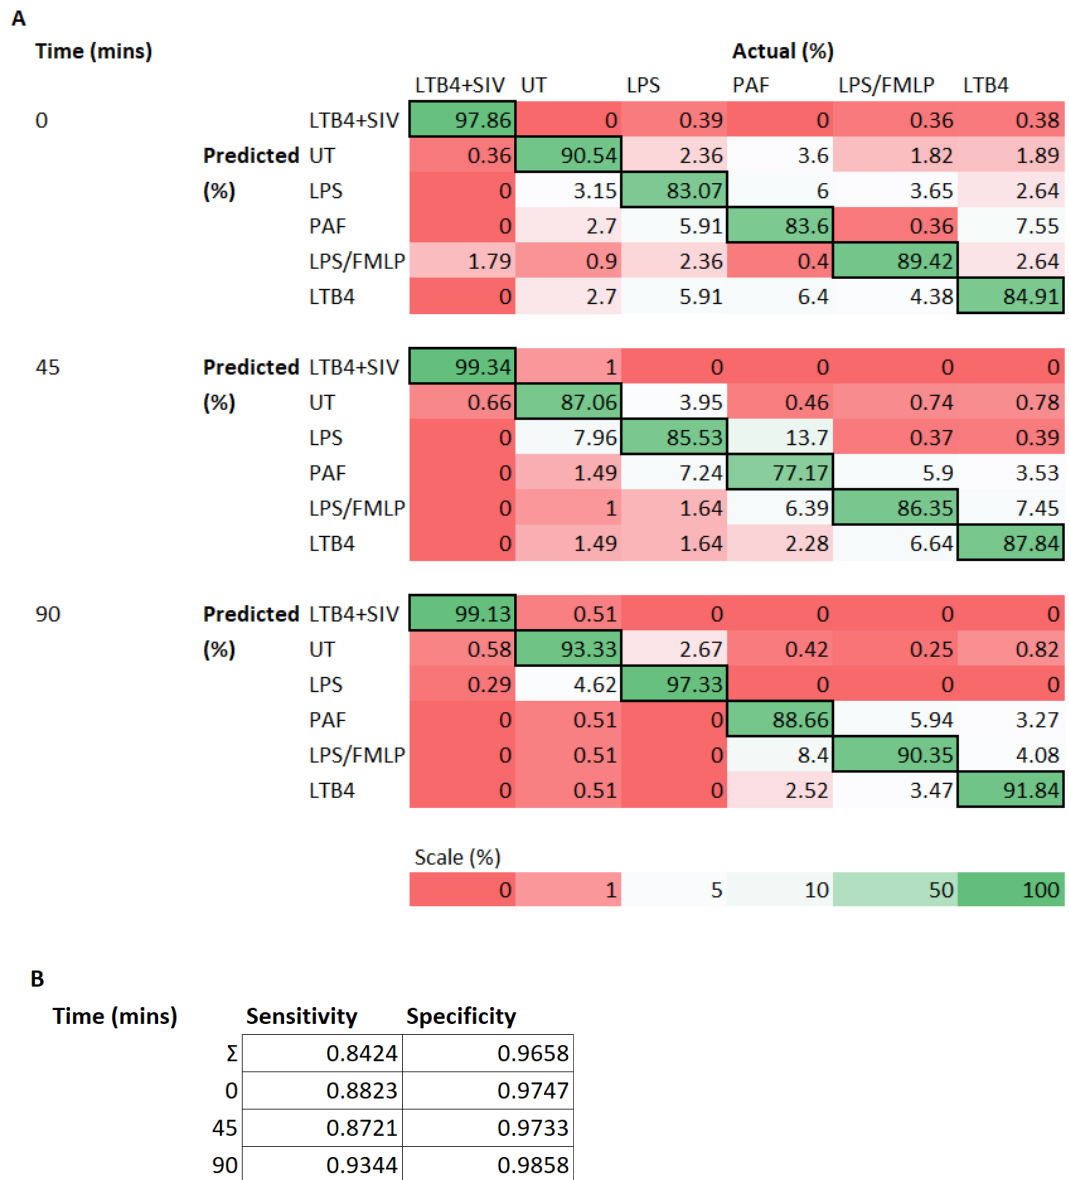 A
Time (mins) Actual (%)
LTB4+SIV UT LPS PAF LPS/FMLP LTB4
0 LTB4+SIV 97.86 0 0.39 0 0.36 0.38
Predicted UT 0.36 90.54 2.36 3.6 1.82 1.89
(%) LPS 0 3.15 83.07 6 3.65 2.64
PAF 0 2.7 5.91 83.6 0.36 7.55
LPS/FMLP 1.79 0.9 2.36 0.4 89.42 2.64
LTB4 0 2.7 5.91 6.4 4.38 84.91
45 Predicted LTB4+SIV 99.34 1 0 0 0 0
(%) UT 0.66 87.06 3.95 0.46 0.74 0.78
LPS 0 7.96 85.53 13.7 0.37 0.39
PAF 0 1.49 7.24 77.17 5.9 3.53
LPS/FMLP 0 1 1.64 6.39 86.35 7.45
LTB4 0 1.49 1.64 2.28 6.64 87.84
90 Predicted LTB4+SIV 99.13 0.51 0 0 0 0
(%) UT 0.58 93.33 2.67 0.42 0.25 0.82
LPS 0.29 4.62 97.33 0 0 0
PAF 0 0.51 0 88.66 5.94 3.27
LPS/FMLP 0 0.51 0 8.4 90.35 4.08
LTB4 0 0.51 0 2.52 3.47 91.84
Scale (%)
0 1 5 10 50 100
B
Time (mins) Sensitivity Specificity
Σ 0.8424 0.9658
0 0.8823 0.9747
45 0.8721 0.9733
90 0.9344 0.9858